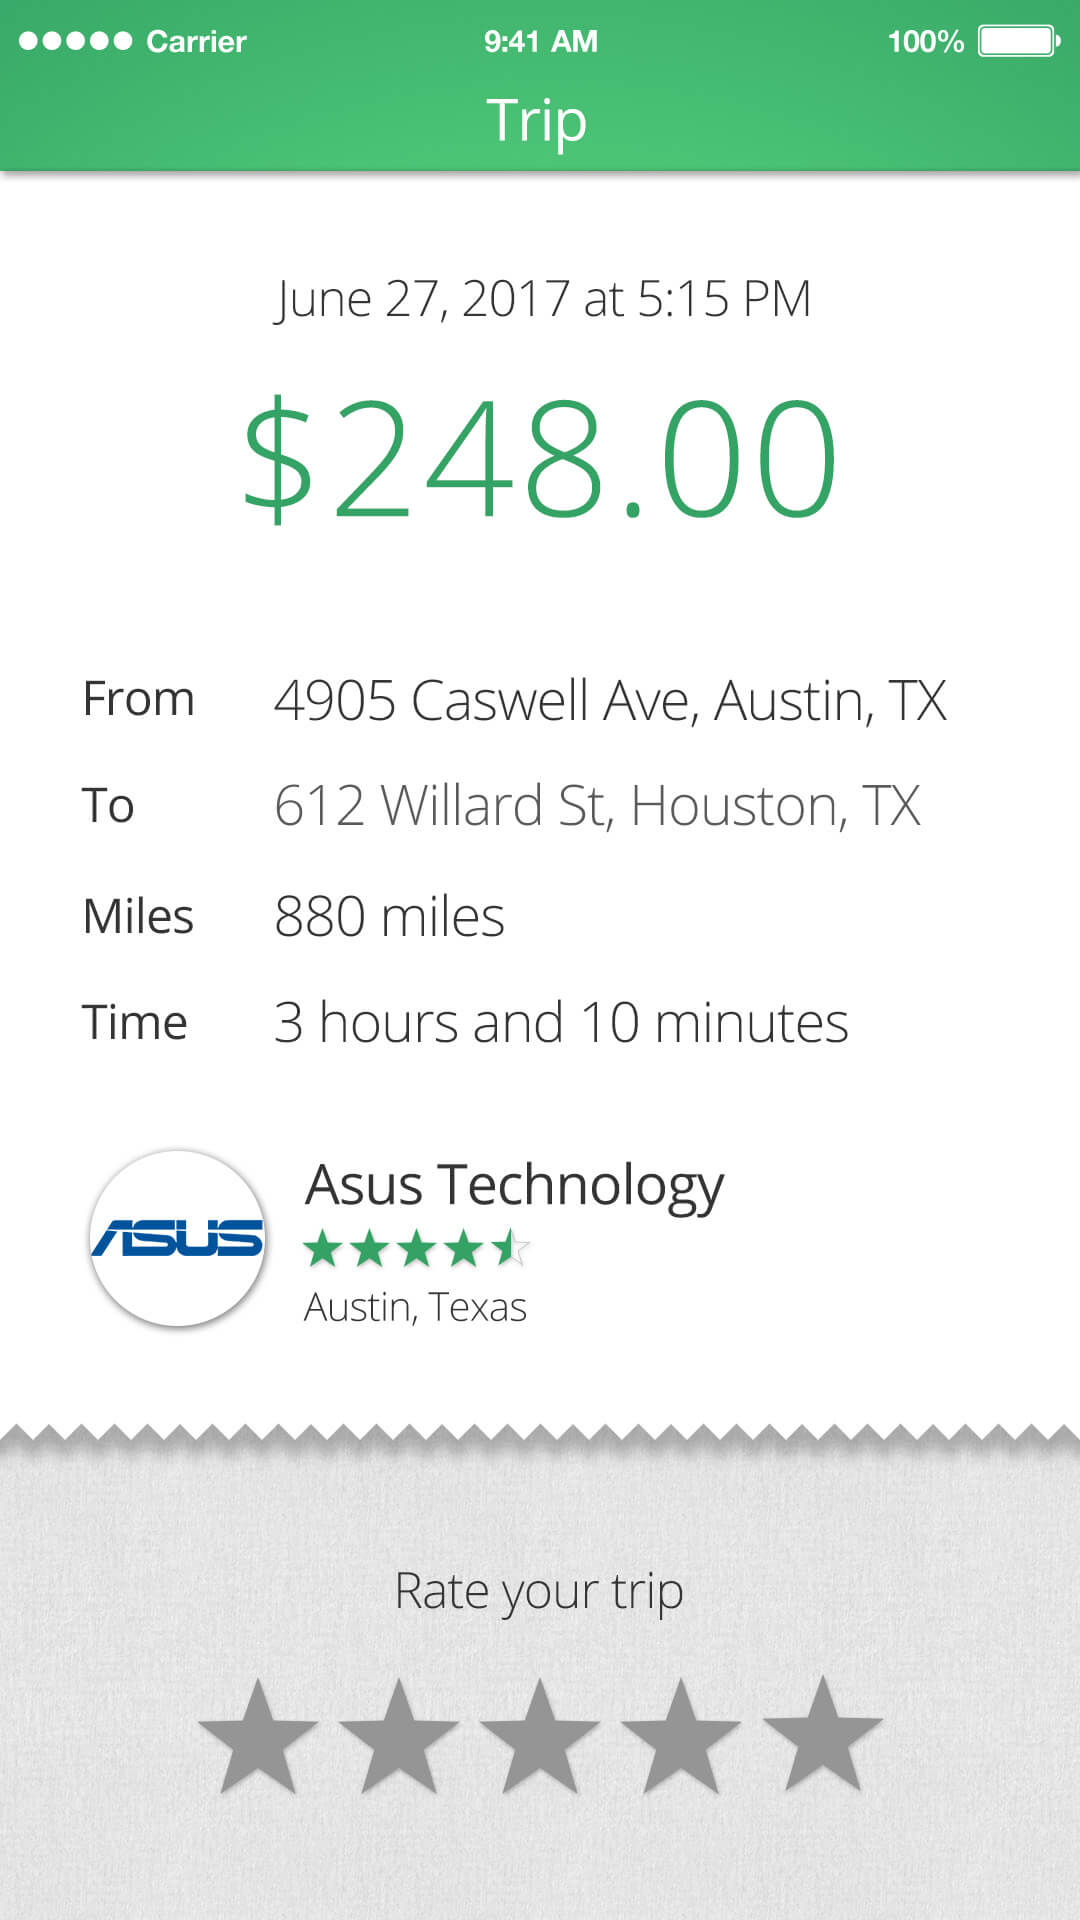 Carrier 9:41 AM 100%
Trip
June 27, 2017 at 5:15 PM
$248.00
From 4905 Caswell Ave, Austin, TX
To 612 Willard St, Houston, TX
Miles 880 miles
Time 3 hours and 10 minutes
ASUS
Asus Technology
Austin, Texas
Rate your trip